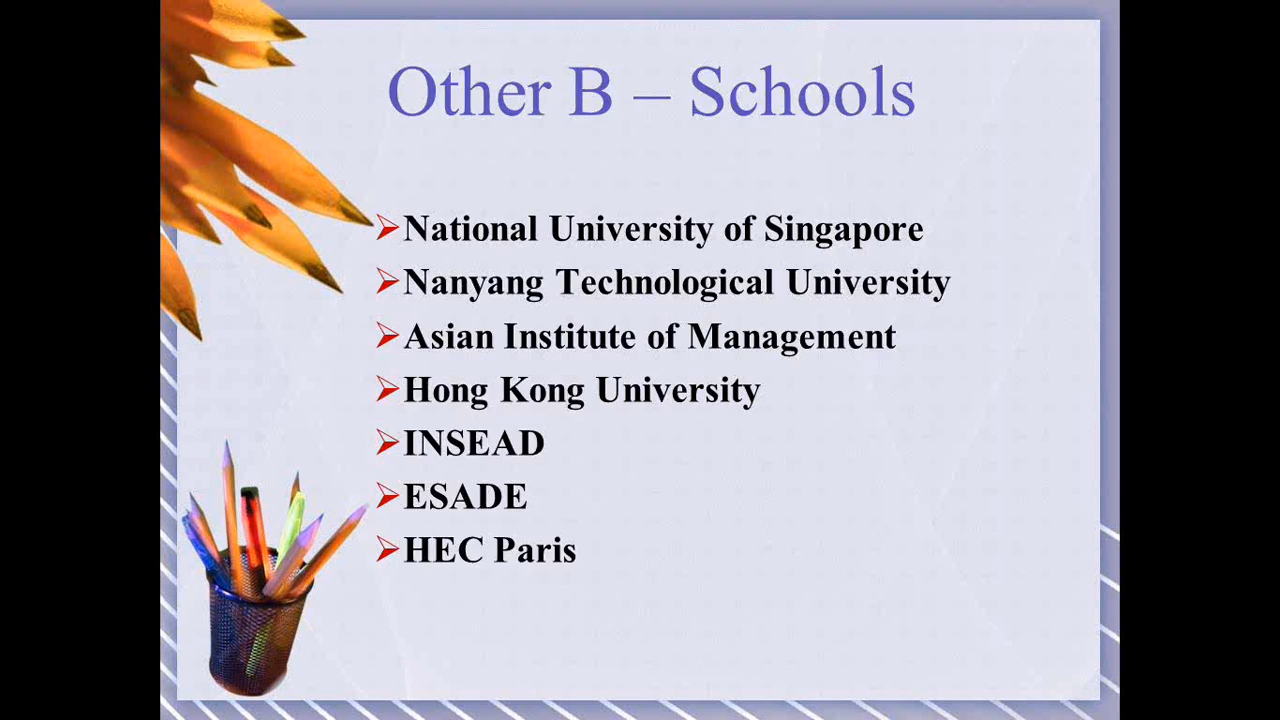 Other B – Schools
National University of Singapore
Nanyang Technological University
Asian Institute of Management
Hong Kong University
INSEAD
ESADE
HEC Paris